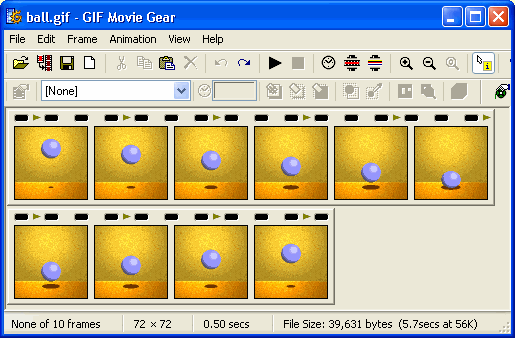 ball.gif - GIF Movie Gear
File Edit Frame Animation View Help
[None]
None of 10 frames 72 × 72 0.50 secs File Size: 39,631 bytes (5.7secs at 56K)